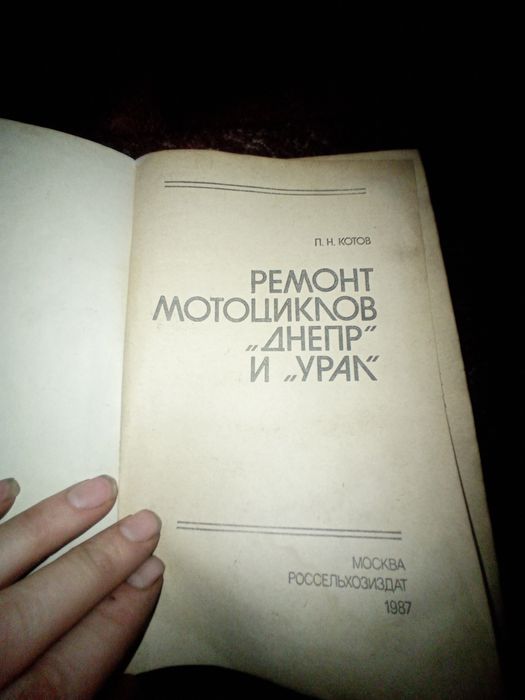 П. Н. КОТОВ
РЕМОНТ
МОТОЦИКЛОВ
„ДНЕПР"
И „УРАЛ"
МОСКВА
РОССЕЛЬХОЗИЗДАТ
1987